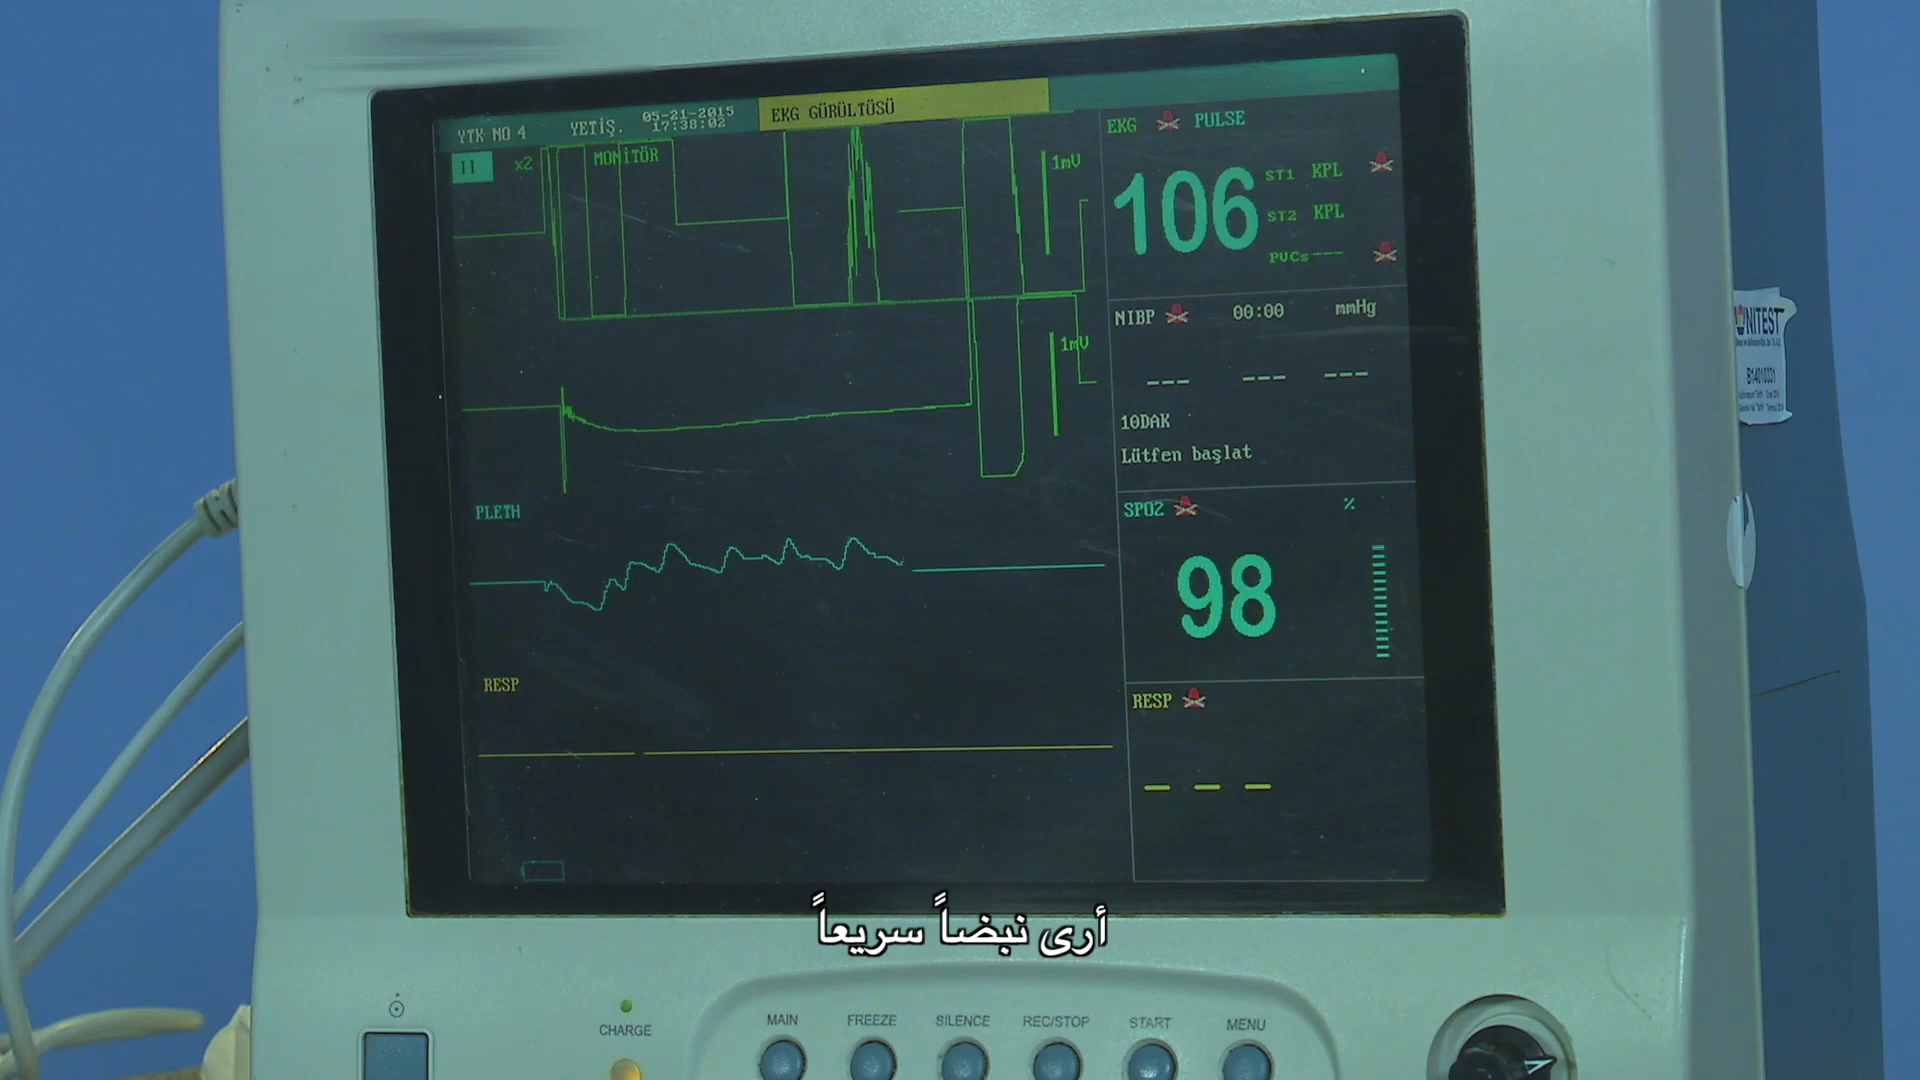 YTK NO 4 YETİŞ. 05-21-2015 17:38:02 EKG GÜRÜLTÜSÜ
II x2 MONİTÖR
1mV
EKG PULSE
106
ST1 KPL
ST2 KPL
PVCs ---
NIBP 00:00 mmHg
--- --- ---
10DAK
Lütfen başlat
1mV
PLETH
SPO2 %
98
RESP
RESP
- - -
UNITEST
B14010331
أرى نبضاً سريعاً
CHARGE
MAIN FREEZE SILENCE REC/STOP START MENU